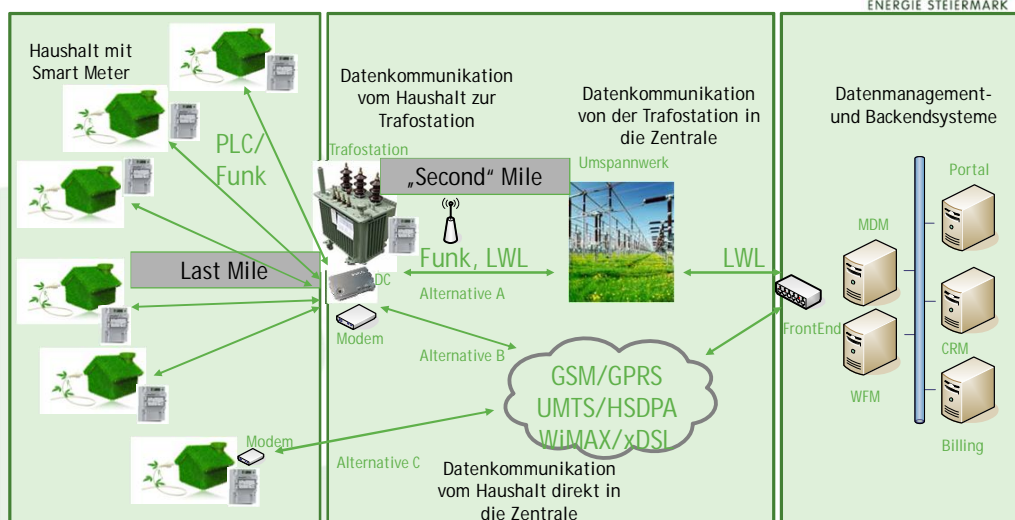 ENERGIE STEIERMARK
Haushalt mit
Smart Meter
PLC/
Funk
Last Mile
Datenkommunikation
vom Haushalt zur
Trafostation
Trafostation
„Second“ Mile
DC
Modem
Funk, LWL
Alternative A
Alternative B
Datenkommunikation
von der Trafostation in
die Zentrale
Umspannwerk
LWL
GSM/GPRS
UMTS/HSDPA
WiMAX/xDSL
Modem
Alternative C
Datenkommunikation
vom Haushalt direkt in
die Zentrale
Datenmanagement-
und Backendsysteme
FrontEnd
Portal
MDM
CRM
WFM
Billing